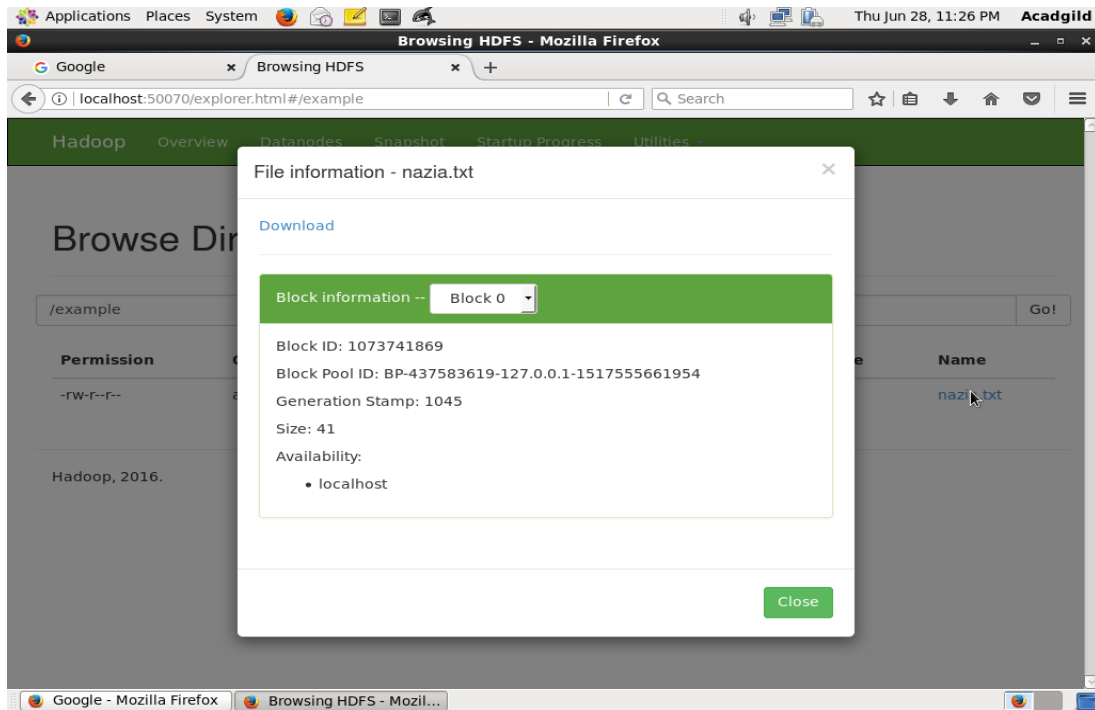 Applications Places System Thu Jun 28, 11:26 PM Acadgild
Browsing HDFS - Mozilla Firefox
Google Browsing HDFS
localhost:50070/explorer.html#/example Search
Hadoop Overview Datanodes Snapshot Startup Progress Utilities
File information - nazia.txt
Download
Browse Dir
Block information -- Block 0
/example Go!
Block ID: 1073741869
Permission e Name
Block Pool ID: BP-437583619-127.0.0.1-1517555661954
-rw-r--r-- nazia.txt
Generation Stamp: 1045
Size: 41
Availability:
Hadoop, 2016.
• localhost
Close
Google - Mozilla Firefox Browsing HDFS - Mozil...